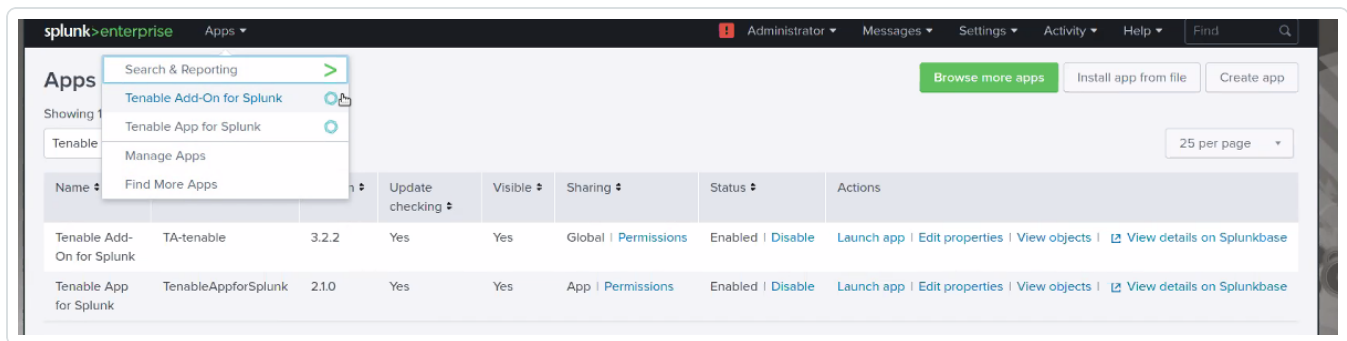 splunk>enterprise Apps Administrator Messages Settings Activity Help Find
Search & Reporting >
Apps Browse more apps Install app from file Create app
Tenable Add-On for Splunk
Showing 1
Tenable App for Splunk
Tenable 25 per page
Manage Apps
Find More Apps
Name n Update checking Visible Sharing Status Actions
Tenable Add-On for Splunk TA-tenable 3.2.2 Yes Yes Global | Permissions Enabled | Disable Launch app | Edit properties | View objects | View details on Splunkbase
Tenable App for Splunk TenableAppforSplunk 2.1.0 Yes Yes App | Permissions Enabled | Disable Launch app | Edit properties | View objects | View details on Splunkbase